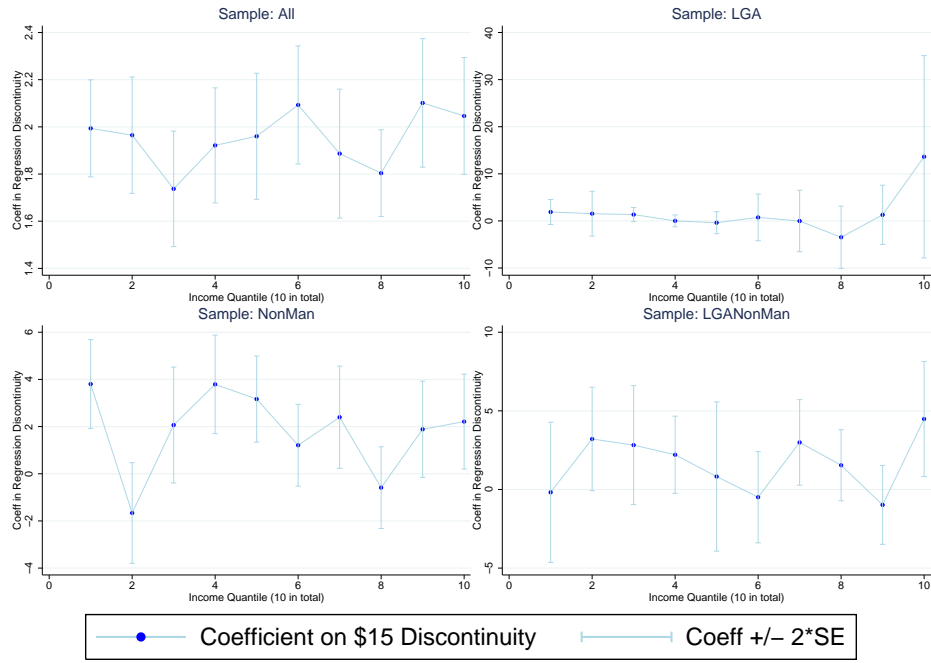 Sample: All
Coeff in Regression Discontinuity
2.4
2.2
2
1.8
1.6
1.4
0 2 4 6 8 10
Income Quantile (10 in total)
Sample: LGA
Coeff in Regression Discontinuity
40
30
20
10
0
-10
0 2 4 6 8 10
Income Quantile (10 in total)
Sample: NonMan
Coeff in Regression Discontinuity
6
4
2
0
−2
−4
0 2 4 6 8 10
Income Quantile (10 in total)
Sample: LGANonMan
Coeff in Regression Discontinuity
10
5
0
-5
0 2 4 6 8 10
Income Quantile (10 in total)
Coefficient on $15 Discontinuity
Coeff +/− 2*SE